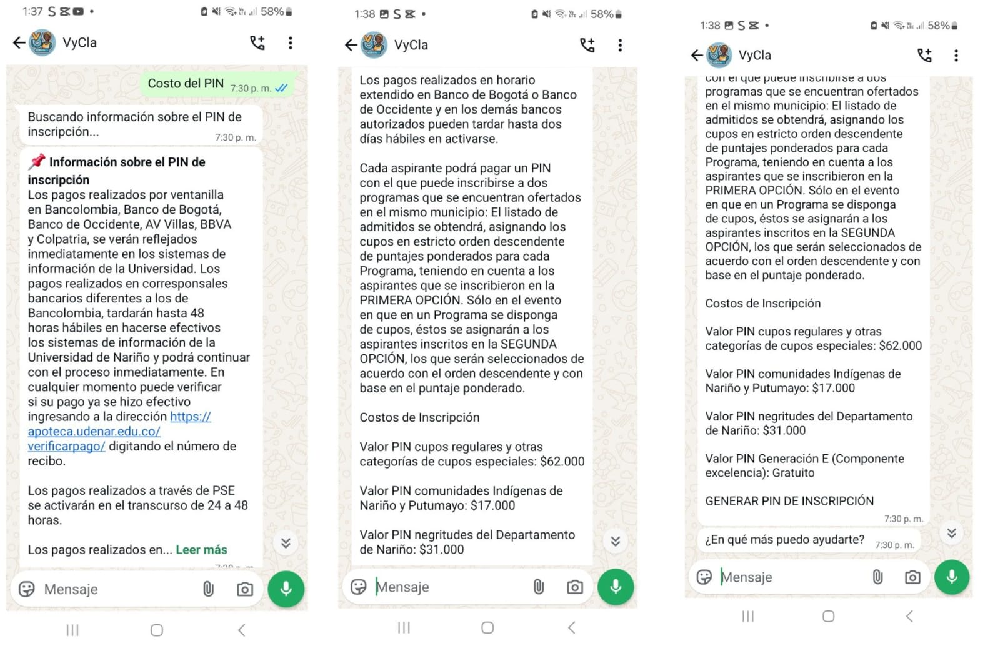 1:37 S
58%
VyCla
Costo del PIN 7:30 p. m.
Buscando información sobre el PIN de
inscripción...
7:30 p. m.
Información sobre el PIN de
inscripción
Los pagos realizados por ventanilla
en Bancolombia, Banco de Bogotá,
Banco de Occidente, AV Villas, BBVA
y Colpatria, se verán reflejados
inmediatamente en los sistemas de
información de la Universidad. Los
pagos realizados en corresponsales
bancarios diferentes a los de
Bancolombia, tardarán hasta 48
horas hábiles en hacerse efectivos
los sistemas de información de la
Universidad de Nariño y podrá continuar
con el proceso inmediatamente. En
cualquier momento puede verificar
si su pago ya se hizo efectivo
ingresando a la dirección https://
apoteca.udenar.edu.co/
verificarpago/ digitando el número de
recibo.
Los pagos realizados a través de PSE
se activarán en el transcurso de 24 a 48
horas.
Los pagos realizados en... Leer más
Mensaje
1:38 S
58%
VyCla
Los pagos realizados en horario
extendido en Banco de Bogotá o Banco
de Occidente y en los demás bancos
autorizados pueden tardar hasta dos
días hábiles en activarse.
Cada aspirante podrá pagar un PIN
con el que puede inscribirse a dos
programas que se encuentran ofertados
en el mismo municipio: El listado de
admitidos se obtendrá, asignando los
cupos en estricto orden descendente
de puntajes ponderados para cada
Programa, teniendo en cuenta a los
aspirantes que se inscribieron en la
PRIMERA OPCIÓN. Sólo en el evento
en que en un Programa se disponga
de cupos, éstos se asignarán a los
aspirantes inscritos en la SEGUNDA
OPCIÓN, los que serán seleccionados de
acuerdo con el orden descendente y con
base en el puntaje ponderado.
Costos de Inscripción
Valor PIN cupos regulares y otras
categorías de cupos especiales: $62.000
Valor PIN comunidades Indígenas de
Nariño y Putumayo: $17.000
Valor PIN negritudes del Departamento
de Nariño: $31.000
Mensaje
1:38 S
58%
VyCla
con el que puede inscribirse a dos
programas que se encuentran ofertados
en el mismo municipio: El listado de
admitidos se obtendrá, asignando los
cupos en estricto orden descendente
de puntajes ponderados para cada
Programa, teniendo en cuenta a los
aspirantes que se inscribieron en la
PRIMERA OPCIÓN. Sólo en el evento
en que en un Programa se disponga
de cupos, éstos se asignarán a los
aspirantes inscritos en la SEGUNDA
OPCIÓN, los que serán seleccionados de
acuerdo con el orden descendente y con
base en el puntaje ponderado.
Costos de Inscripción
Valor PIN cupos regulares y otras
categorías de cupos especiales: $62.000
Valor PIN comunidades Indígenas de
Nariño y Putumayo: $17.000
Valor PIN negritudes del Departamento
de Nariño: $31.000
Valor PIN Generación E (Componente
excelencia): Gratuito
GENERAR PIN DE INSCRIPCIÓN
7:30 p. m.
¿En qué más puedo ayudarte? 7:30 p. m.
Mensaje